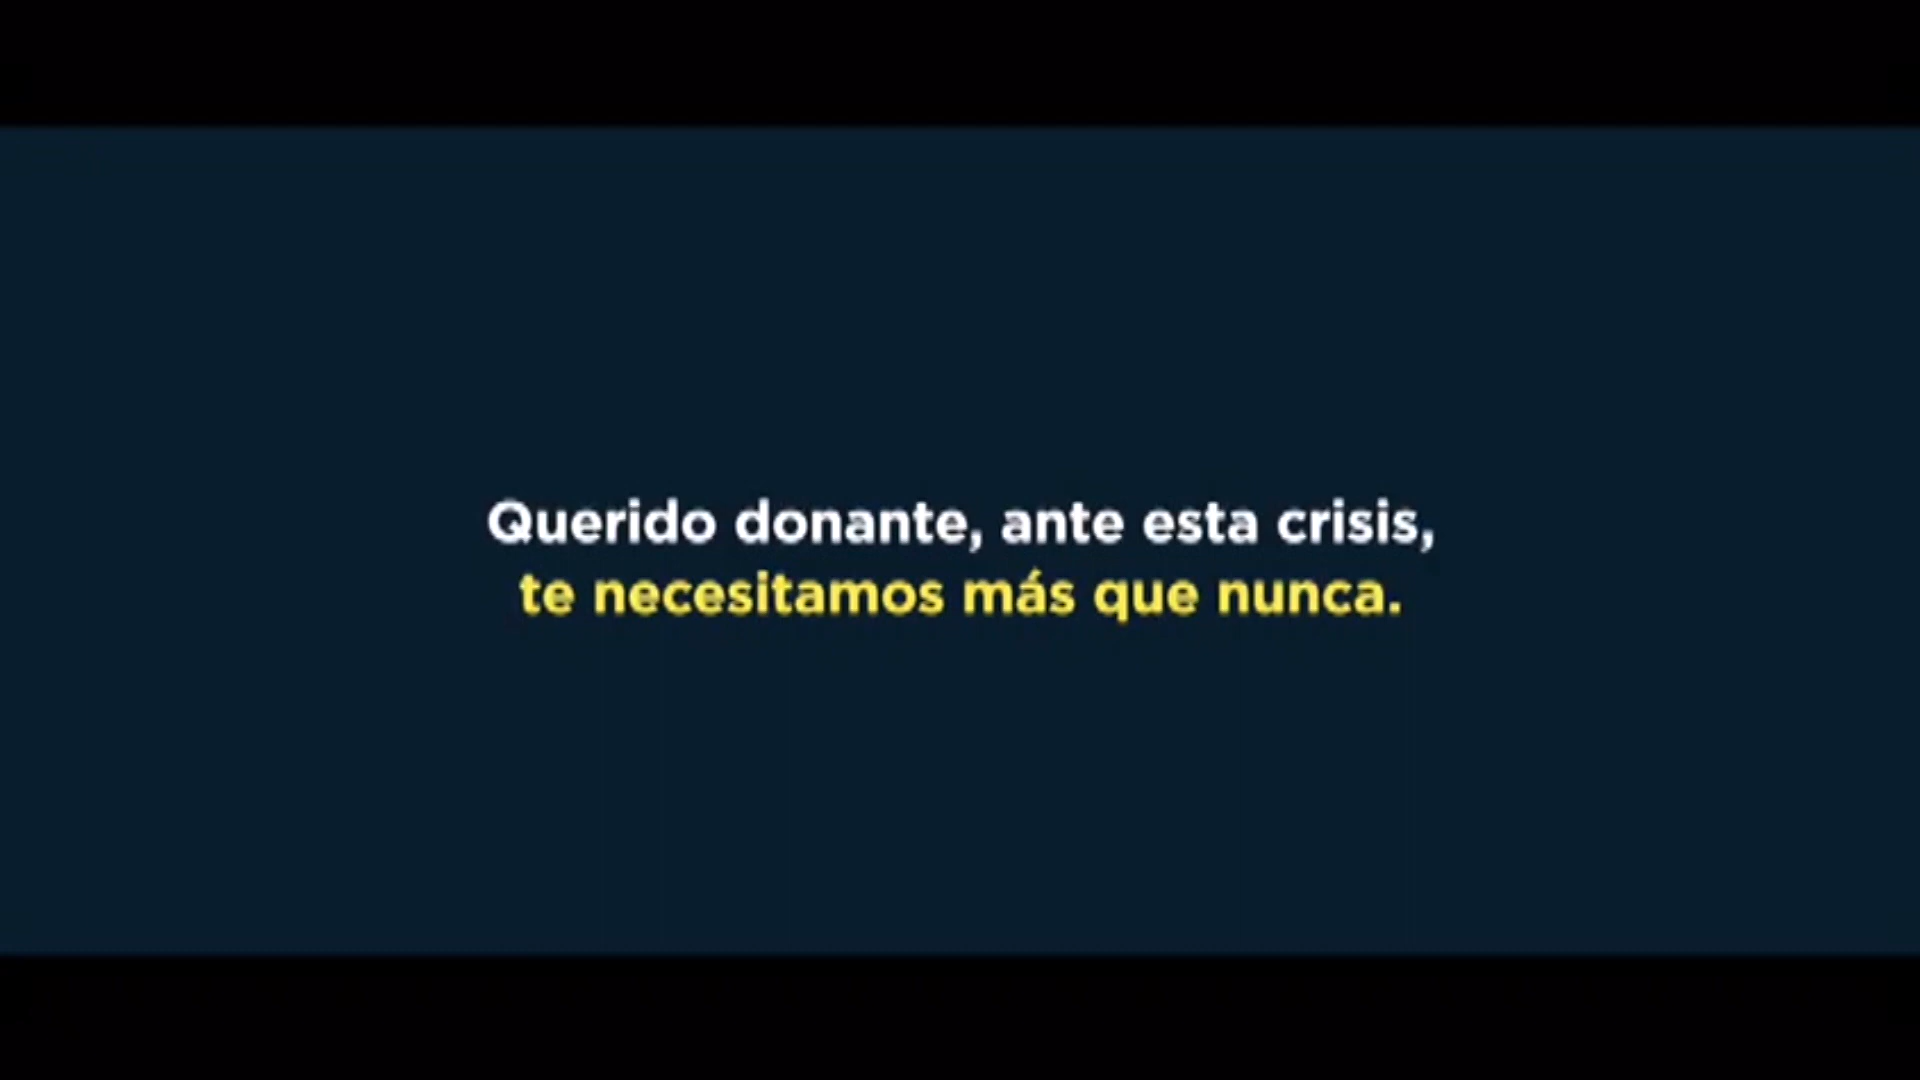 Querido donante, ante esta crisis,
te necesitamos más que nunca.